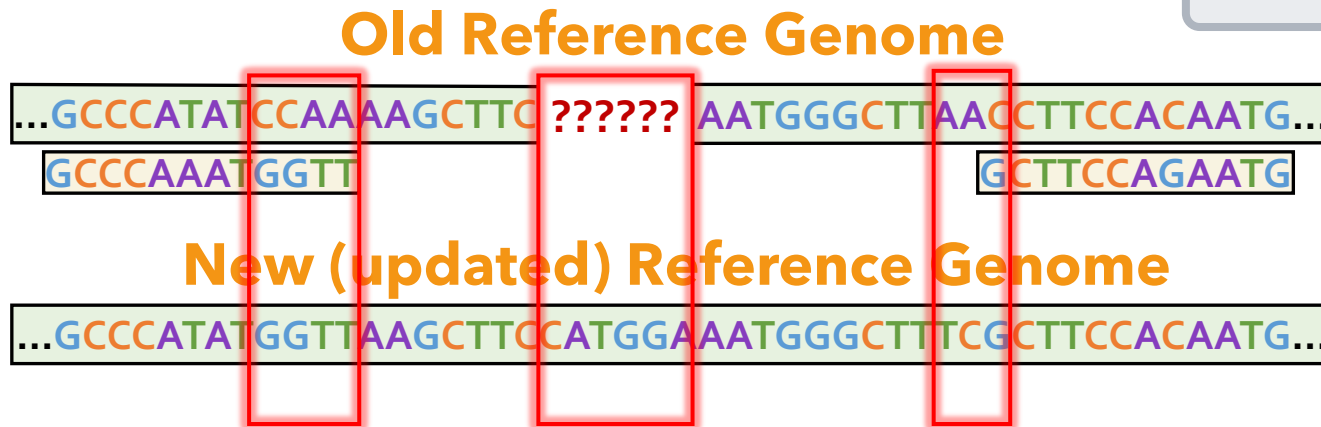 Old Reference Genome
...GCCCATATCCAAAAGCTTC ?????? AATGGGCTTAACCTTCCACAATG...
GCCCAAATGGTT GCTTCCAGAATG
New (updated) Reference Genome
...GCCCATATGGTTAAGCTTCCATGGAAATGGGCTTTCGCTTCCACAATG...